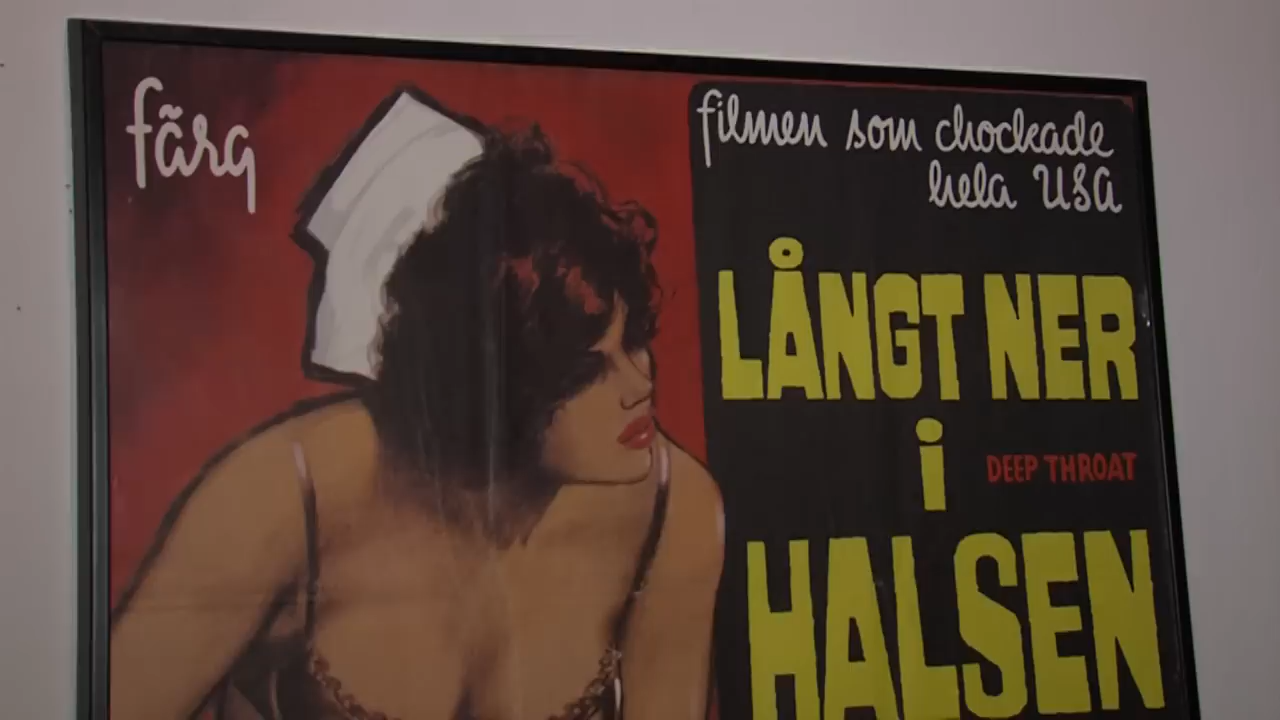 färg
filmen som chockade
hela USA
LÅNGT NER
i
DEEP THROAT
HALSEN